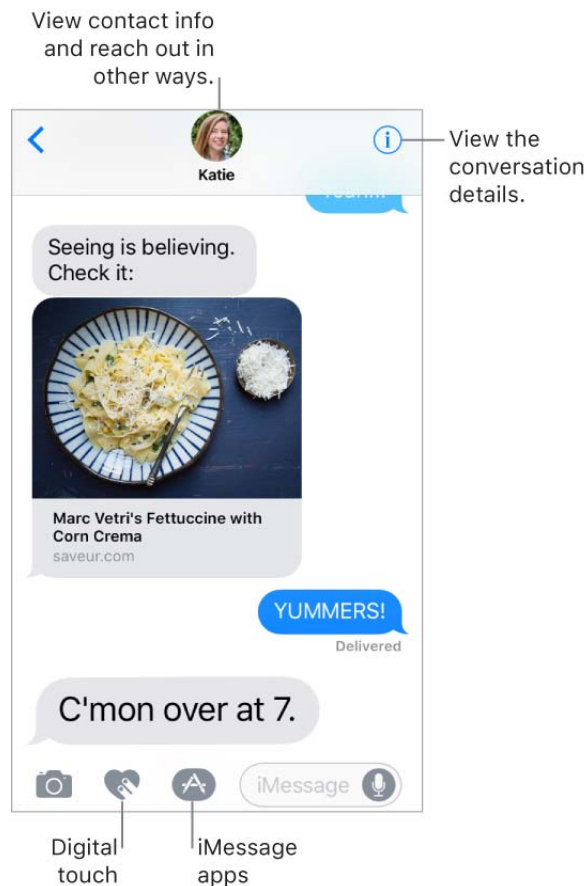 View contact info
and reach out in
other ways.
Katie
View the
conversation
details.
Seeing is believing.
Check it:
Marc Vetri's Fettuccine with
Corn Crema
saveur.com
YUMMERS!
Delivered
C'mon over at 7.
iMessage
Digital
touch
iMessage
apps